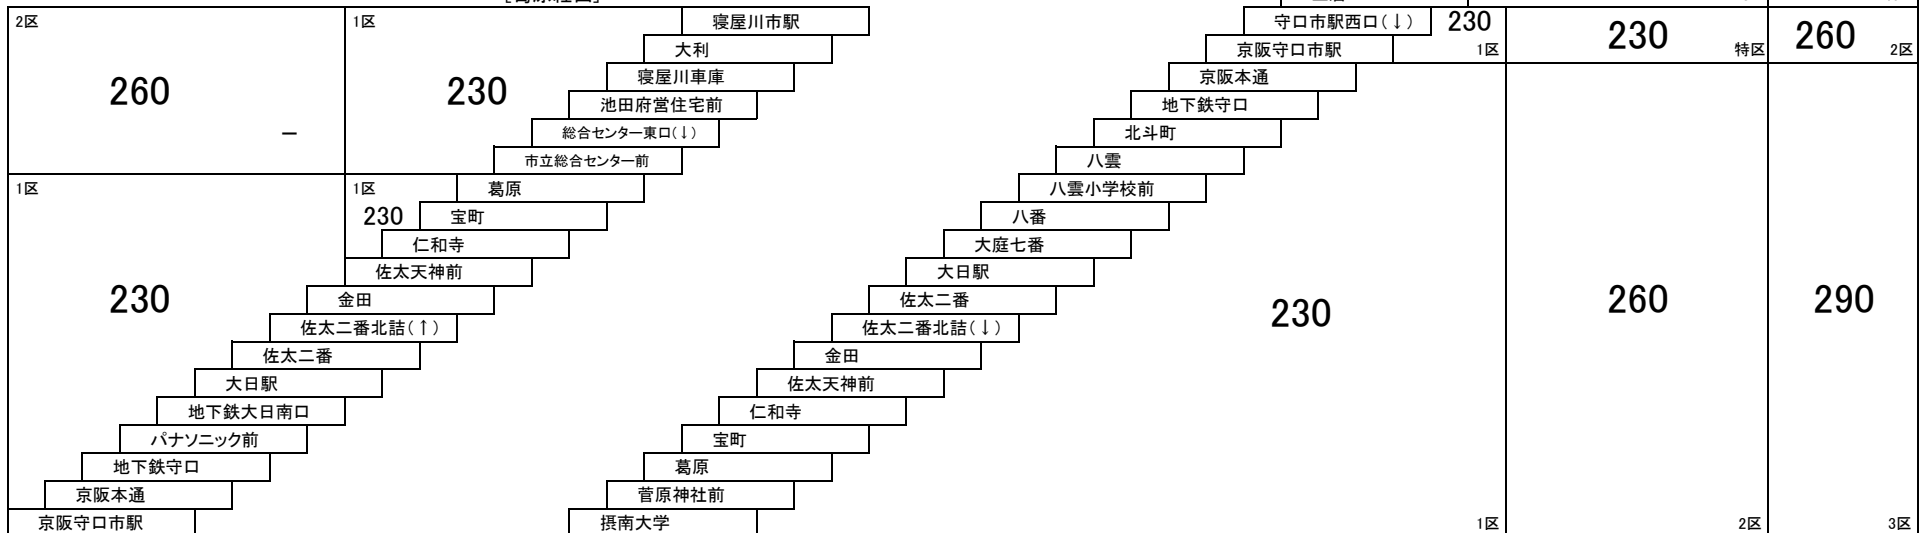 2区
1区
寝屋川市駅
大利
260
230
寝屋川車庫
池田府営住宅前
総合センター東口(↓)
－
市立総合センター前
1区
1区
葛原
230
宝町
仁和寺
佐太天神前
230
金田
佐太二番北詰(↑)
佐太二番
大日駅
地下鉄大日南口
パナソニック前
地下鉄守口
京阪本通
京阪守口市駅
守口市駅西口(↓)
230
京阪守口市駅
1区
230
特区
260
2区
京阪本通
地下鉄守口
北斗町
八雲
八雲小学校前
八番
大庭七番
大日駅
佐太二番
佐太二番北詰(↓)
230
260
290
金田
佐太天神前
仁和寺
宝町
葛原
菅原神社前
摂南大学
1区
2区
3区